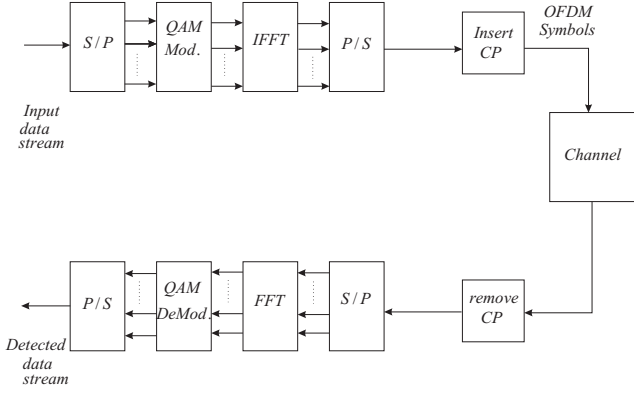 S/P
QAM
Mod.
IFFT
P/S
Insert
CP
OFDM
Symbols
Input
data
stream
Channel
P/S
QAM
DeMod.
FFT
S/P
remove
CP
Detected
data
stream